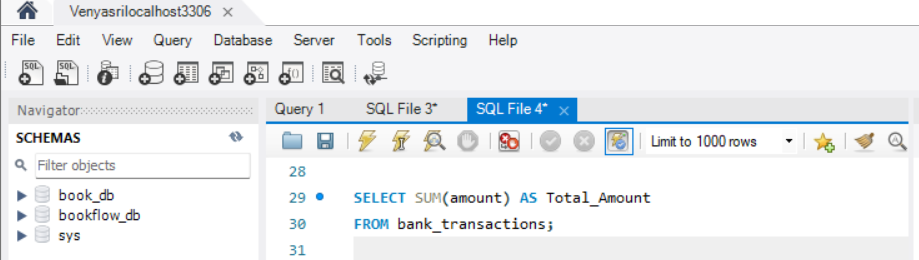 Venyasrilocalhost3306 ×
File Edit View Query Database Server Tools Scripting Help
SQL SQL
Navigator
Query 1 SQL File 3* SQL File 4* ×
SCHEMAS
Limit to 1000 rows
Filter objects
book_db
bookflow_db
sys
28
29 SELECT SUM(amount) AS Total_Amount
30 FROM bank_transactions;
31